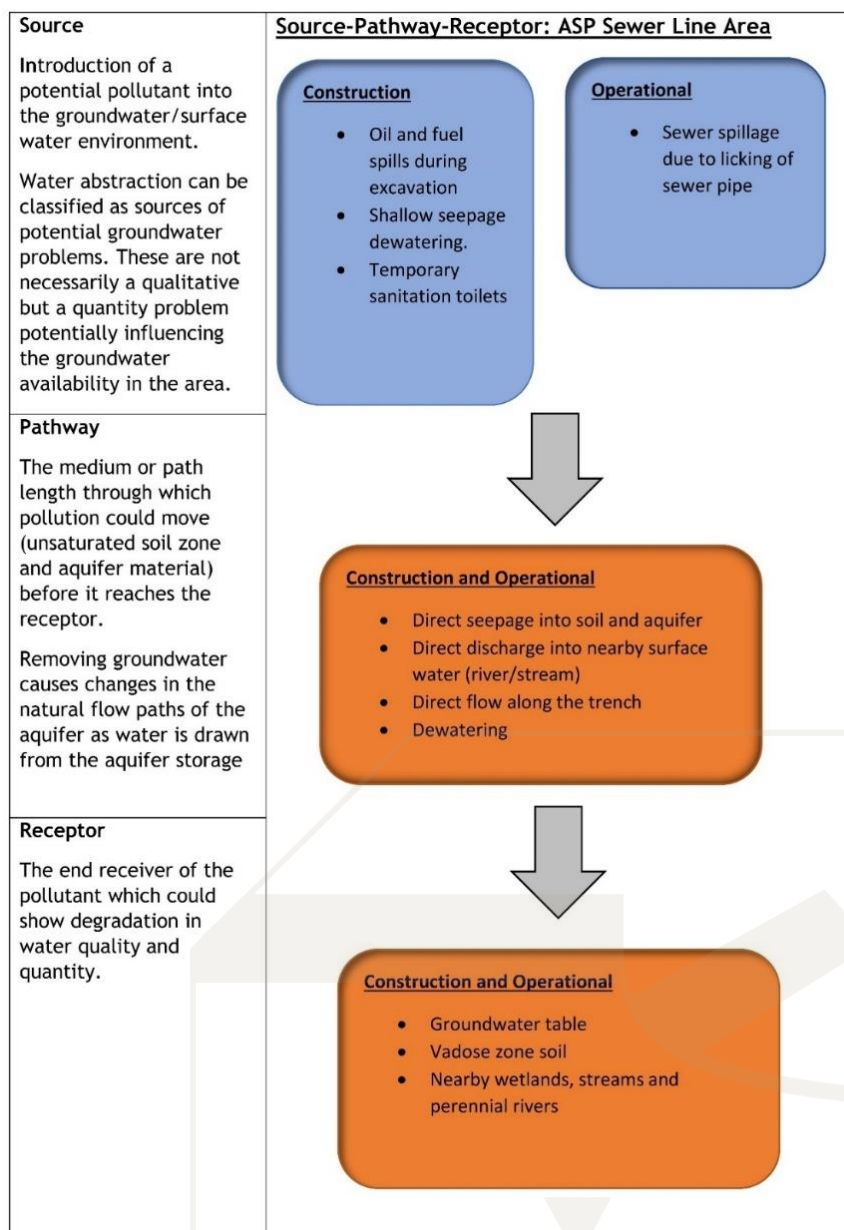 Source
Introduction of a
potential pollutant into
the groundwater/surface
water environment.
Water abstraction can be
classified as sources of
potential groundwater
problems. These are not
necessarily a qualitative
but a quantity problem
potentially influencing
the groundwater
availability in the area.
Source-Pathway-Receptor: ASP Sewer Line Area
Construction
• Oil and fuel
spills during
excavation
• Shallow seepage
dewatering.
• Temporary
sanitation toilets
Operational
• Sewer spillage
due to licking of
sewer pipe
Pathway
The medium or path
length through which
pollution could move
(unsaturated soil zone
and aquifer material)
before it reaches the
receptor.
Removing groundwater
causes changes in the
natural flow paths of the
aquifer as water is drawn
from the aquifer storage
Construction and Operational
• Direct seepage into soil and aquifer
• Direct discharge into nearby surface
water (river/stream)
• Direct flow along the trench
• Dewatering
Receptor
The end receiver of the
pollutant which could
show degradation in
water quality and
quantity.
Construction and Operational
• Groundwater table
• Vadose zone soil
• Nearby wetlands, streams and
perennial rivers